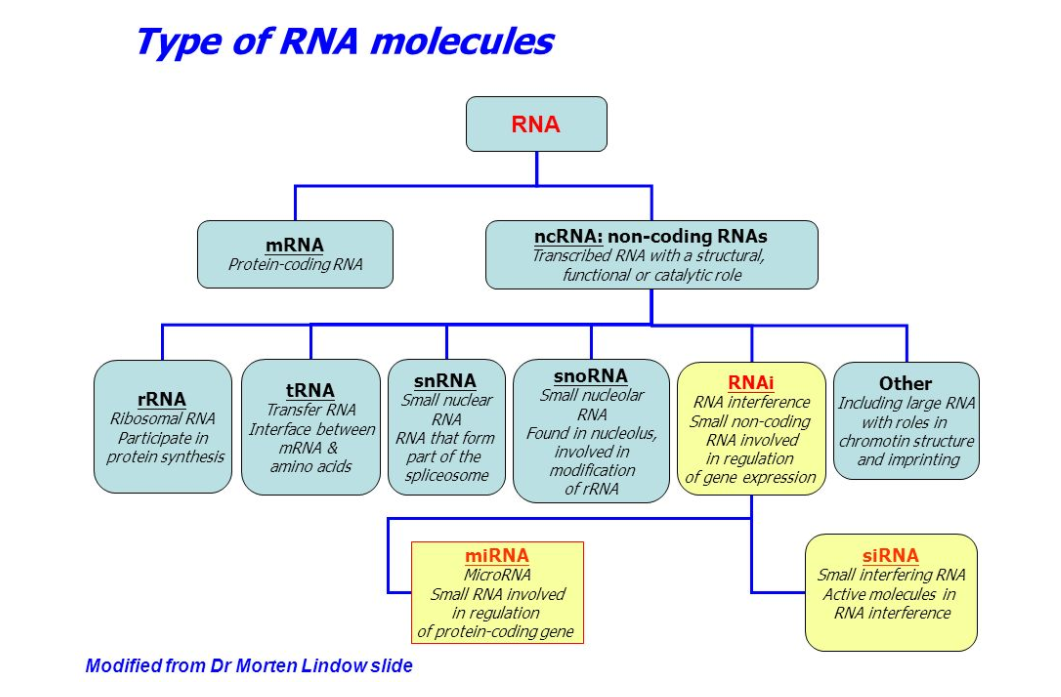 Type of RNA molecules
RNA
mRNA
Protein-coding RNA
ncRNA: non-coding RNAs
Transcribed RNA with a structural,
functional or catalytic role
rRNA
Ribosomal RNA
Participate in
protein synthesis
tRNA
Transfer RNA
Interface between
mRNA &
amino acids
snRNA
Small nuclear
RNA
RNA that form
part of the
spliceosome
snoRNA
Small nucleolar
RNA
Found in nucleolus,
involved in
modification
of rRNA
RNAi
RNA interference
Small non-coding
RNA involved
in regulation
of gene expression
Other
Including large RNA
with roles in
chromotin structure
and imprinting
miRNA
MicroRNA
Small RNA involved
in regulation
of protein-coding gene
siRNA
Small interfering RNA
Active molecules in
RNA interference
Modified from Dr Morten Lindow slide